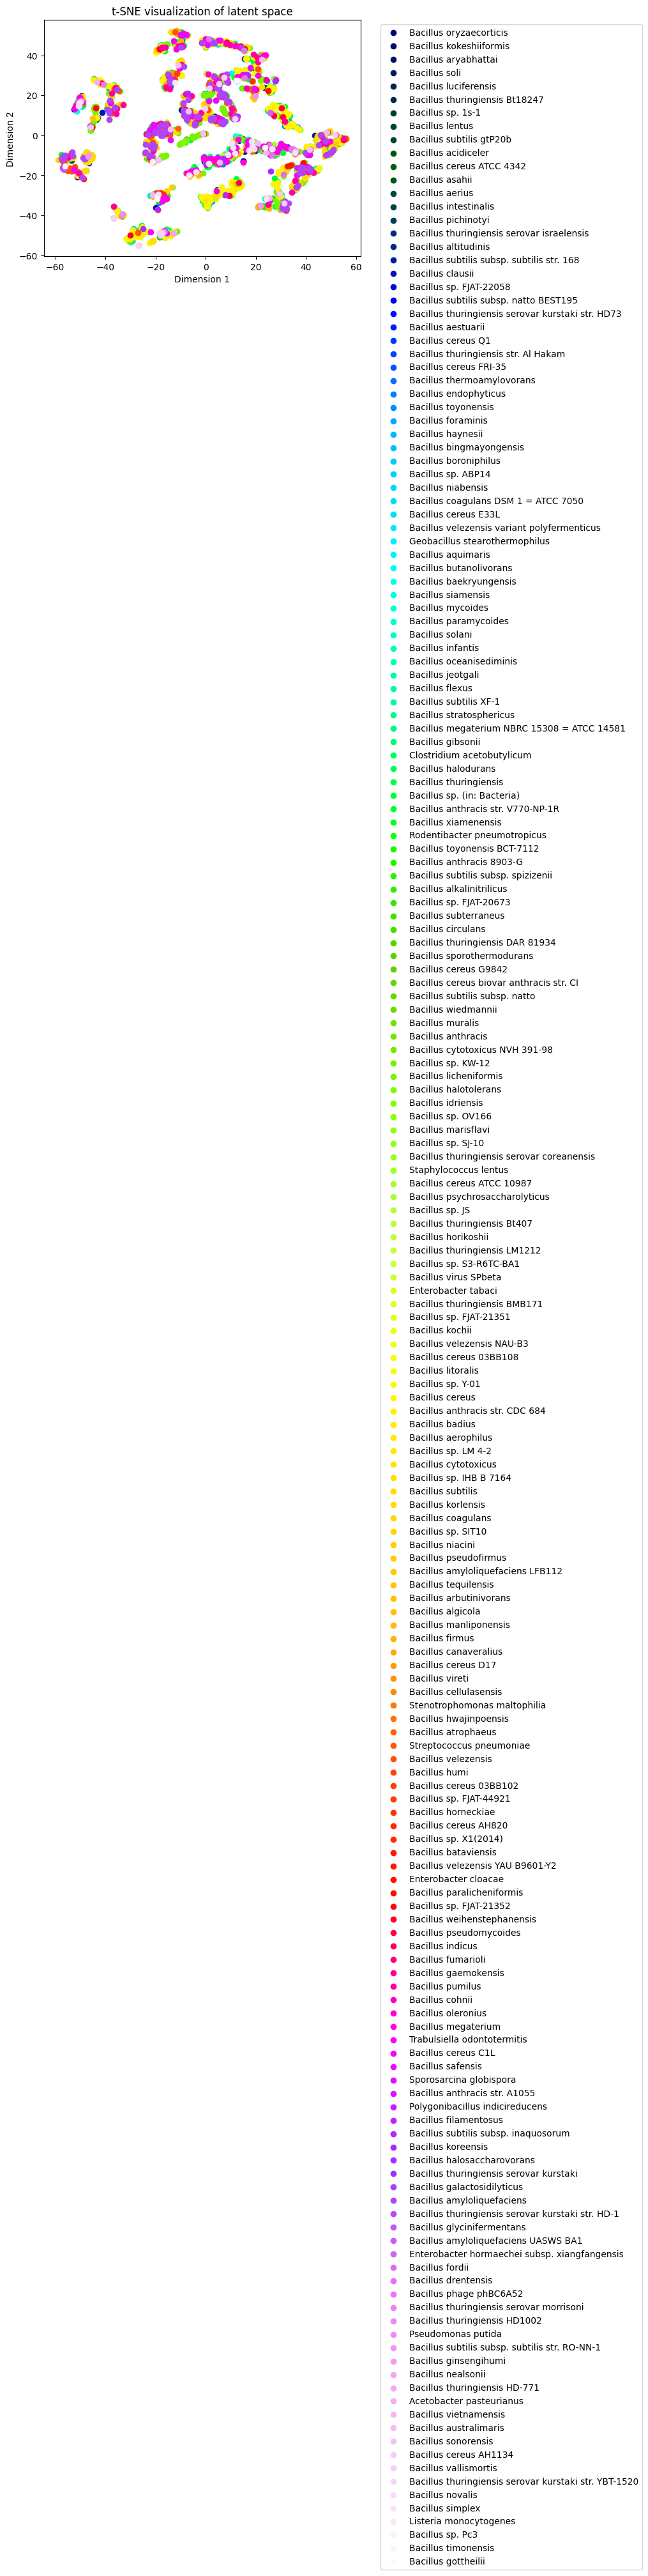 t-SNE visualization of latent space
Dimension 2
40
20
0
−20
−40
−60
−60
−40
−20
0
20
40
60
Dimension 1
Bacillus oryzaecorticis
Bacillus kokeshiiformis
Bacillus aryabhattai
Bacillus soli
Bacillus luciferensis
Bacillus thuringiensis Bt18247
Bacillus sp. 1s-1
Bacillus lentus
Bacillus subtilis gtP20b
Bacillus acidiceler
Bacillus cereus ATCC 4342
Bacillus asahii
Bacillus aerius
Bacillus intestinalis
Bacillus pichinotyi
Bacillus thuringiensis serovar israelensis
Bacillus altitudinis
Bacillus subtilis subsp. subtilis str. 168
Bacillus clausii
Bacillus sp. FJAT-22058
Bacillus subtilis subsp. natto BEST195
Bacillus thuringiensis serovar kurstaki str. HD73
Bacillus aestuarii
Bacillus cereus Q1
Bacillus thuringiensis str. Al Hakam
Bacillus cereus FRI-35
Bacillus thermoamylovorans
Bacillus endophyticus
Bacillus toyonensis
Bacillus foraminis
Bacillus haynesii
Bacillus bingmayongensis
Bacillus boroniphilus
Bacillus sp. ABP14
Bacillus niabensis
Bacillus coagulans DSM 1 = ATCC 7050
Bacillus cereus E33L
Bacillus velezensis variant polyfermenticus
Geobacillus stearothermophilus
Bacillus aquimaris
Bacillus butanolivorans
Bacillus baekryungensis
Bacillus siamensis
Bacillus mycoides
Bacillus paramycoides
Bacillus solani
Bacillus infantis
Bacillus oceanisediminis
Bacillus jeotgali
Bacillus flexus
Bacillus subtilis XF-1
Bacillus stratosphericus
Bacillus megaterium NBRC 15308 = ATCC 14581
Bacillus gibsonii
Clostridium acetobutylicum
Bacillus halodurans
Bacillus thuringiensis
Bacillus sp. (in: Bacteria)
Bacillus anthracis str. V770-NP-1R
Bacillus xiamenensis
Rodentibacter pneumotropicus
Bacillus toyonensis BCT-7112
Bacillus anthracis 8903-G
Bacillus subtilis subsp. spizizenii
Bacillus alkalinitrilicus
Bacillus sp. FJAT-20673
Bacillus subterraneus
Bacillus circulans
Bacillus thuringiensis DAR 81934
Bacillus sporothermodurans
Bacillus cereus G9842
Bacillus cereus biovar anthracis str. CI
Bacillus subtilis subsp. natto
Bacillus wiedmannii
Bacillus muralis
Bacillus anthracis
Bacillus cytotoxicus NVH 391-98
Bacillus sp. KW-12
Bacillus licheniformis
Bacillus halotolerans
Bacillus idriensis
Bacillus sp. OV166
Bacillus marisflavi
Bacillus sp. SJ-10
Bacillus thuringiensis serovar coreanensis
Staphylococcus lentus
Bacillus cereus ATCC 10987
Bacillus psychrosaccharolyticus
Bacillus sp. JS
Bacillus thuringiensis Bt407
Bacillus horikoshii
Bacillus thuringiensis LM1212
Bacillus sp. S3-R6TC-BA1
Bacillus virus SPbeta
Enterobacter tabaci
Bacillus thuringiensis BMB171
Bacillus sp. FJAT-21351
Bacillus kochii
Bacillus velezensis NAU-B3
Bacillus cereus 03BB108
Bacillus litoralis
Bacillus sp. Y-01
Bacillus cereus
Bacillus anthracis str. CDC 684
Bacillus badius
Bacillus aerophilus
Bacillus sp. LM 4-2
Bacillus cytotoxicus
Bacillus sp. IHB B 7164
Bacillus subtilis
Bacillus korlensis
Bacillus coagulans
Bacillus sp. SIT10
Bacillus niacini
Bacillus pseudofirmus
Bacillus amyloliquefaciens LFB112
Bacillus tequilensis
Bacillus arbutinivorans
Bacillus algicola
Bacillus manliponensis
Bacillus firmus
Bacillus canaveralius
Bacillus cereus D17
Bacillus vireti
Bacillus cellulasensis
Stenotrophomonas maltophilia
Bacillus hwajinpoensis
Bacillus atrophaeus
Streptococcus pneumoniae
Bacillus velezensis
Bacillus humi
Bacillus cereus 03BB102
Bacillus sp. FJAT-44921
Bacillus horneckiae
Bacillus cereus AH820
Bacillus sp. X1(2014)
Bacillus bataviensis
Bacillus velezensis YAU B9601-Y2
Enterobacter cloacae
Bacillus paralicheniformis
Bacillus sp. FJAT-21352
Bacillus weihenstephanensis
Bacillus pseudomycoides
Bacillus indicus
Bacillus fumarioli
Bacillus gaemokensis
Bacillus pumilus
Bacillus cohnii
Bacillus oleronius
Bacillus megaterium
Trabulsiella odontotermitis
Bacillus cereus C1L
Bacillus safensis
Sporosarcina globispora
Bacillus anthracis str. A1055
Polygonibacillus indicireducens
Bacillus filamentosus
Bacillus subtilis subsp. inaquosorum
Bacillus koreensis
Bacillus halosaccharovorans
Bacillus thuringiensis serovar kurstaki
Bacillus galactosidilyticus
Bacillus amyloliquefaciens
Bacillus thuringiensis serovar kurstaki str. HD-1
Bacillus glycinifermentans
Bacillus amyloliquefaciens UASWS BA1
Enterobacter hormaechei subsp. xiangfangensis
Bacillus fordii
Bacillus drentensis
Bacillus phage phBC6A52
Bacillus thuringiensis serovar morrisoni
Bacillus thuringiensis HD1002
Pseudomonas putida
Bacillus subtilis subsp. subtilis str. RO-NN-1
Bacillus ginsengihumi
Bacillus nealsonii
Bacillus thuringiensis HD-771
Acetobacter pasteurianus
Bacillus vietnamensis
Bacillus australimaris
Bacillus sonorensis
Bacillus cereus AH1134
Bacillus vallismortis
Bacillus thuringiensis serovar kurstaki str. YBT-1520
Bacillus novalis
Bacillus simplex
Listeria monocytogenes
Bacillus sp. Pc3
Bacillus timonensis
Bacillus gottheilii